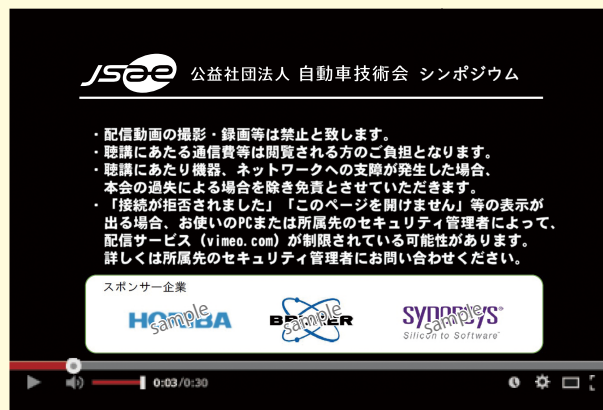 JSAE 公益社団法人 自動車技術会 シンポジウム
・配信動画の撮影・録画等は禁止と致します。
・聴講にあたる通信費等は閲覧される方のご負担となります。
・聴講にあたり機器、ネットワークへの支障が発生した場合、
本会の過失による場合を除き免責とさせていただきます。
・「接続が拒否されました」「このページを開けません」等の表示が
出る場合、お使いのPCまたは所属先のセキュリティ管理者によって、
配信サービス（vimeo.com）が制限されている可能性があります。
詳しくは所属先のセキュリティ管理者にお問い合わせください。
スポンサー企業
HORIBA sample
BRUKER sample
SYNOPSYS sample
Silicon to Software
0:03/0:30